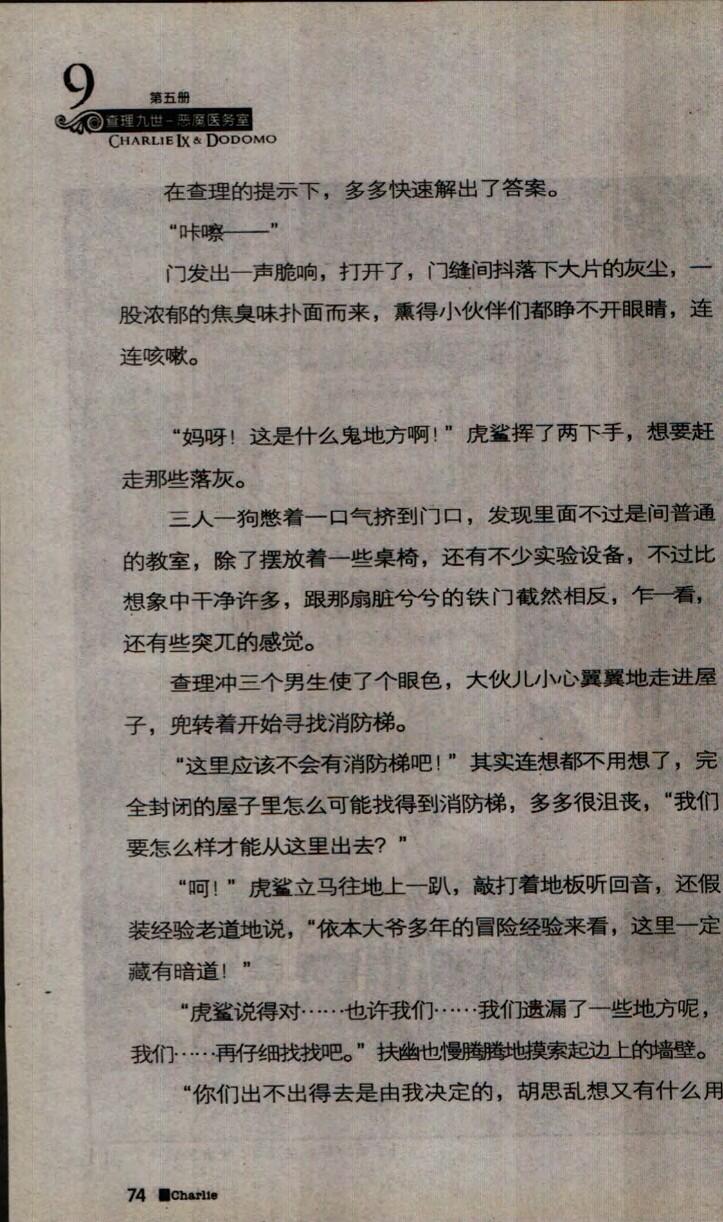 9
第五册
查理九世-恶魔医务室
CHARLIE IX & DODOMO
在查理的提示下，多多快速解出了答案。
“咔嚓——”
门发出一声脆响，打开了，门缝间抖落下大片的灰尘，一
股浓郁的焦臭味扑面而来，熏得小伙伴们都睁不开眼睛，连
连咳嗽。
“妈呀！这是什么鬼地方啊！”虎鲨挥了两下手，想要赶
走那些落灰。
三人一狗憋着一口气挤到门口，发现里面不过是间普通
的教室，除了摆放着一些桌椅，还有不少实验设备，不过比
想象中干净许多，跟那扇脏兮兮的铁门截然相反，乍一看，
还有些突兀的感觉。
查理冲三个男生使了个眼色，大伙儿小心翼翼地走进屋
子，兜转着开始寻找消防梯。
“这里应该不会有消防梯吧！”其实连想都不用想了，完
全封闭的屋子里怎么可能找得到消防梯，多多很沮丧，“我们
要怎么样才能从这里出去？”
“呵！”虎鲨立马往地上一趴，敲打着地板听回音，还假
装经验老道地说，“依本大爷多年的冒险经验来看，这里一定
藏有暗道！”
“虎鲨说得对……也许我们……我们遗漏了一些地方呢，
我们……再仔细找找吧。”扶幽也慢腾腾地摸索起边上的墙壁。
“你们出不出得去是由我决定的，胡思乱想又有什么用
74 ■Charlie